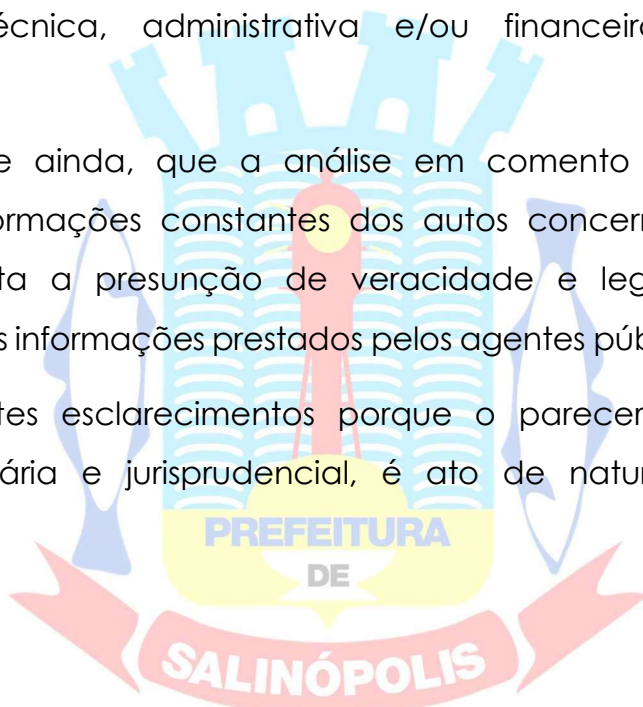 écnica, administrativa e/ou financeir
e ainda, que a análise em comento
ormações constantes dos autos concer
ta a presunção de veracidade e leg
s informações prestados pelos agentes púb
tes esclarecimentos porque o parecer
ária e jurisprudencial, é ato de natur
PREFEITURA
DE
SALINÓPOLIS